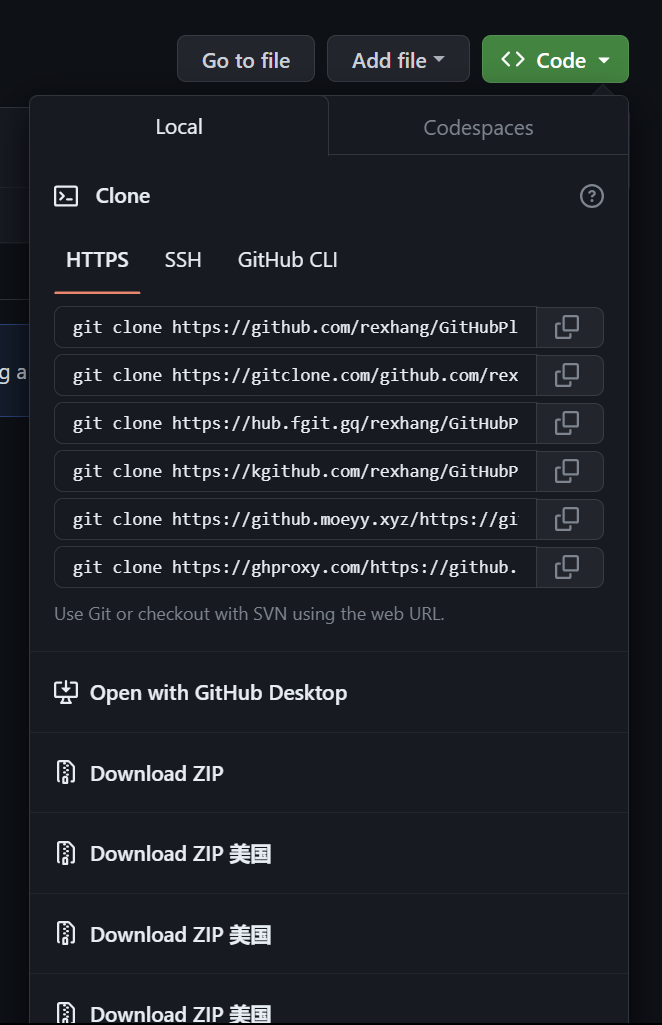 Go to file
Add file
Code
Local
Codespaces
Clone
HTTPS
SSH
GitHub CLI
git clone https://github.com/rexhang/GitHubPl
git clone https://gitclone.com/github.com/rex
git clone https://hub.fgit.gq/rexhang/GitHubP
git clone https://kgithub.com/rexhang/GitHubP
g a
git clone https://github.moeyy.xyz/https://gi
git clone https://ghproxy.com/https://github.
Use Git or checkout with SVN using the web URL.
Open with GitHub Desktop
Download ZIP
Download ZIP 美国
Download ZIP 美国
Download ZIP 美国